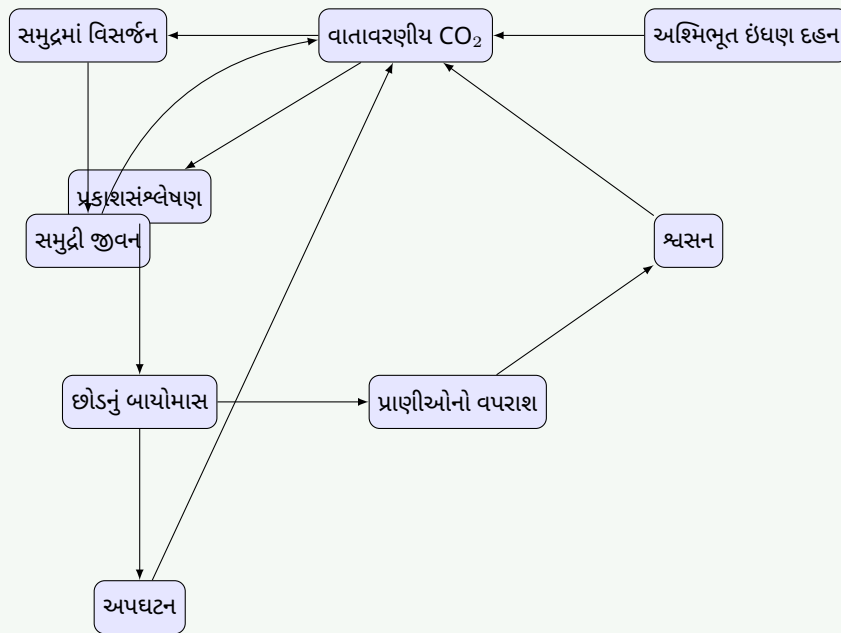 સમુદ્રમાં વિસર્જન
વાતાવરણીય CO₂
અશ્મિભૂત ઇંધણ દહન
પ્રકાશસંશ્લેષણ
સમુદ્રી જીવન
શ્વસન
છોડનું બાયોમાસ
પ્રાણીઓનો વપરાશ
અપઘટન